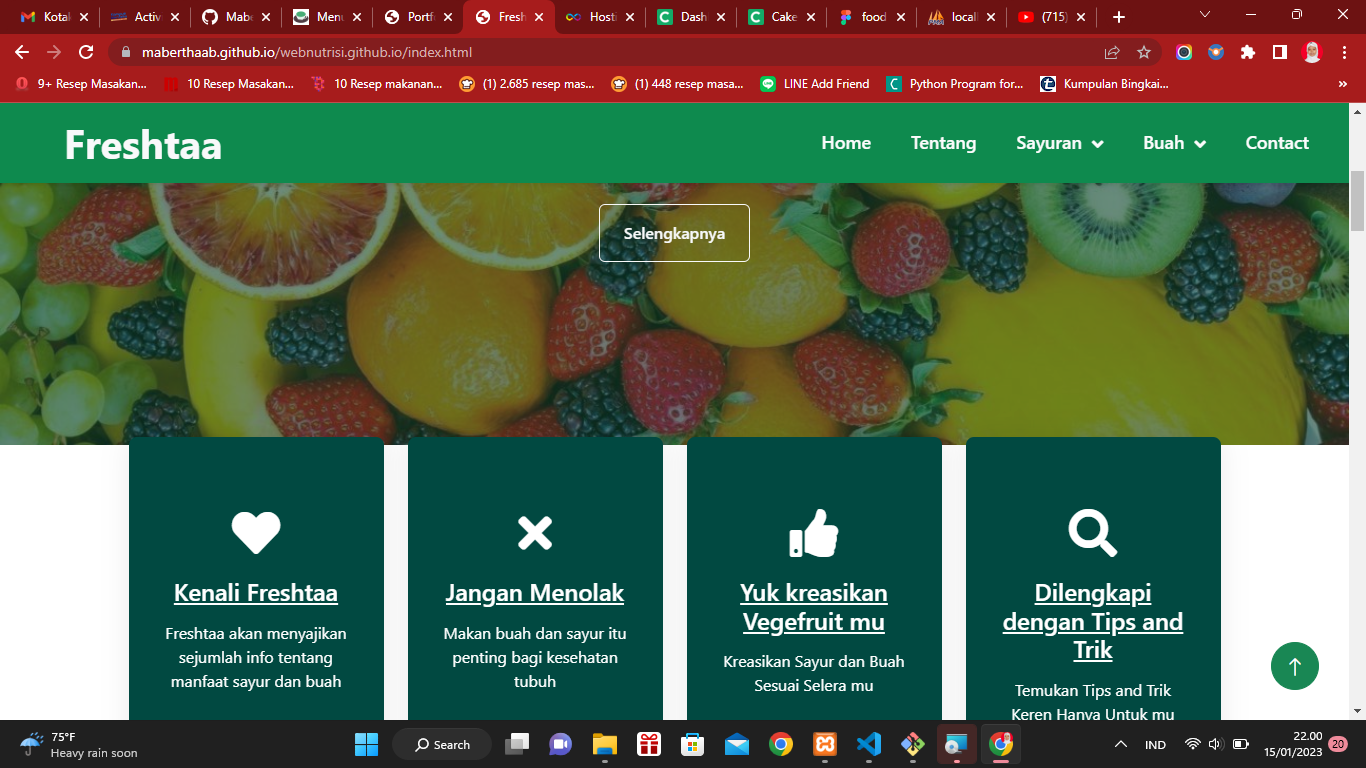 Kotak
Activ
Mabe
Menu
Portf
Fresh
Hosti
Dash
Cake
food
locall
(715)
maberthaab.github.io/webnutrisi.github.io/index.html
9+ Resep Masakan...
10 Resep Masakan...
10 Resep makanan...
(1) 2.685 resep mas...
(1) 448 resep masa...
LINE Add Friend
Python Program for...
Kumpulan Bingkai...
»
Freshtaa
Home
Tentang
Sayuran
Buah
Contact
Selengkapnya
Kenali Freshtaa
Freshtaa akan menyajikan
sejumlah info tentang
manfaat sayur dan buah
Jangan Menolak
Makan buah dan sayur itu
penting bagi kesehatan
tubuh
Yuk kreasikan
Vegefruit mu
Kreasikan Sayur dan Buah
Sesuai Selera mu
Dilengkapi
dengan Tips and
Trik
Temukan Tips and Trik
Keren Hanya Untuk mu
75°F
Heavy rain soon
Search
IND
22.00
15/01/2023
20